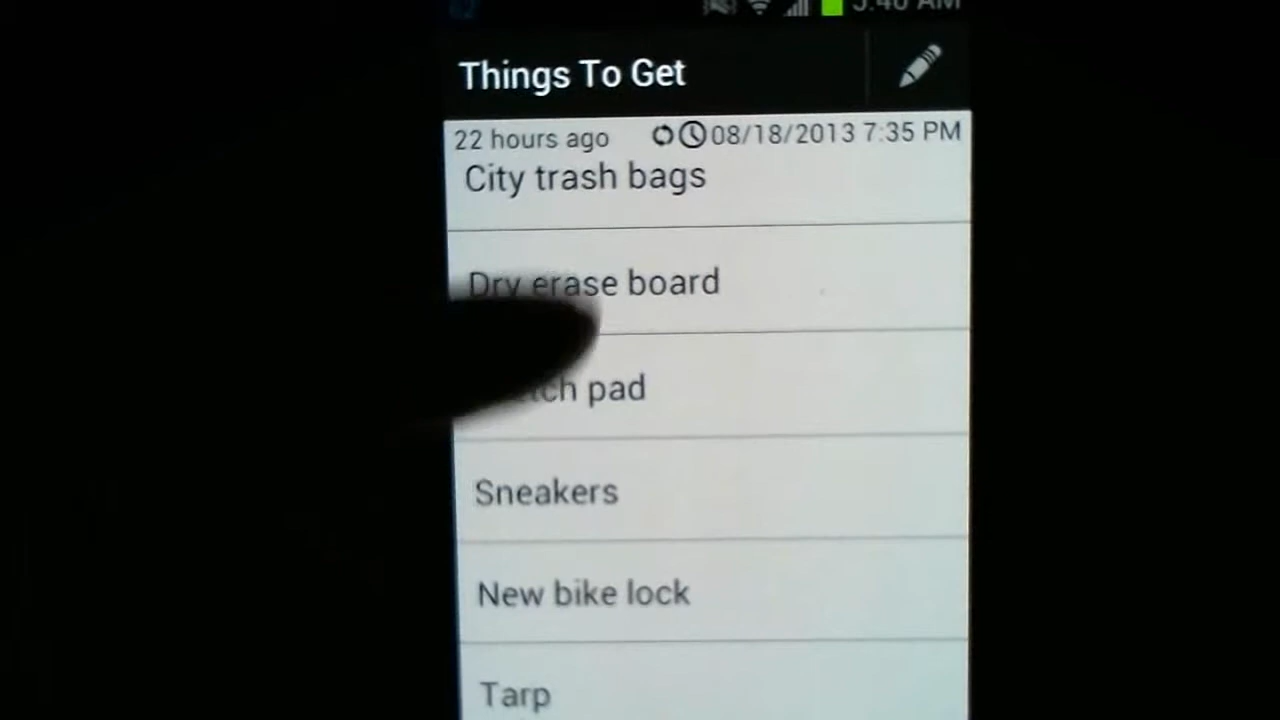 Things To Get
22 hours ago 08/18/2013 7:35 PM
City trash bags
Dry erase board
pad
Sneakers
New bike lock
Tarp